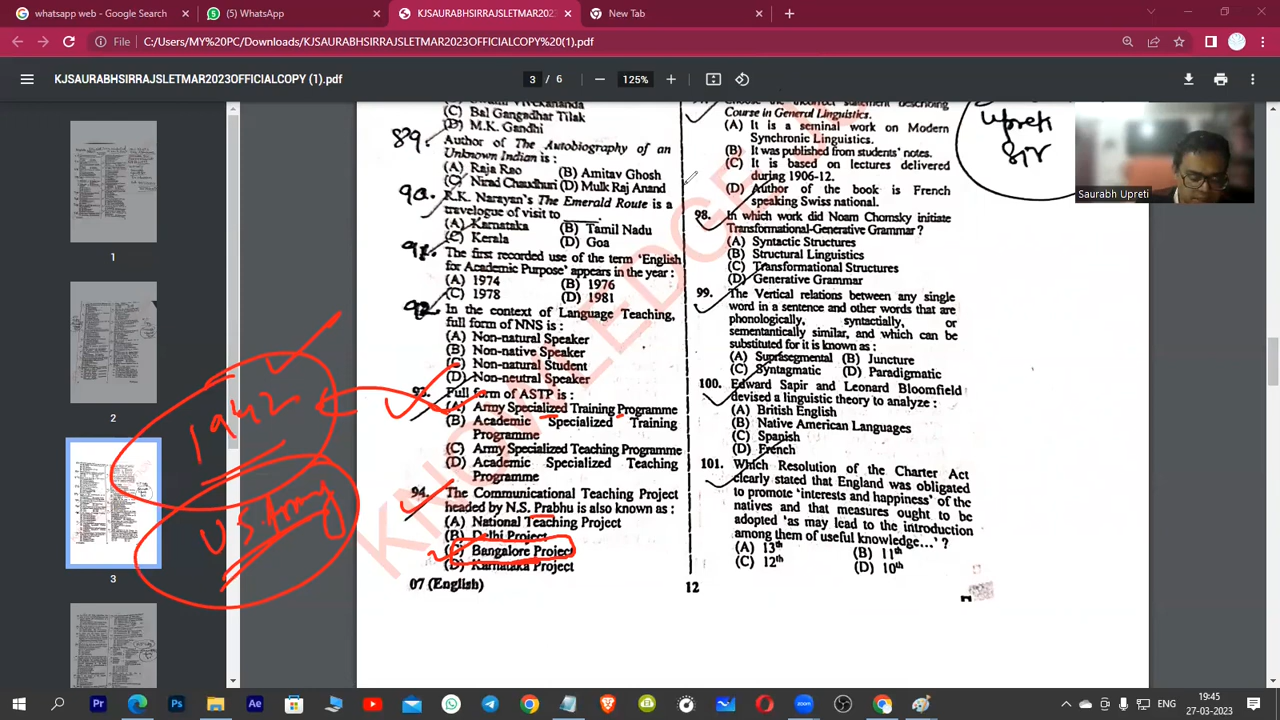 whatsapp web - Google Search
(5) WhatsApp
KJSAURABHSIRRAJSLETMAR2023
New Tab
File
C:/Users/MY%20PC/Downloads/KJSAURABHSIRRAJSLETMAR2023OFFICIALCOPY%20(1).pdf
KJSAURABHSIRRAJSLETMAR2023OFFICIALCOPY (1).pdf
3 / 6
125%
1
2
3
(C) Bal Gangadhar Tilak
(D) M.K. Gandhi
89.
Author of The Autobiography of an
Unknown Indian is :
(A) Raja Rao (B) Amitav Ghosh
(C) Nirad Chaudhuri (D) Mulk Raj Anand
90. R.K. Narayan's The Emerald Route is a
travelogue of visit to ______.
(A) Karnataka (B) Tamil Nadu
(C) Kerala (D) Goa
91. The first recorded use of the term 'English
for Academic Purpose' appears in the year :
(A) 1974 (B) 1976
(C) 1978 (D) 1981
92. In the context of Language Teaching,
full form of NNS is :
(A) Non-natural Speaker
(B) Non-native Speaker
(C) Non-natural Student
(D) Non-neutral Speaker
93. Full form of ASTP is :
(A) Army Specialized Training Programme
(B) Academic Specialized Training
Programme
(C) Army Specialized Teaching Programme
(D) Academic Specialized Teaching
Programme
94. The Communicational Teaching Project
headed by N.S. Prabhu is also known as :
(A) National Teaching Project
(B) Delhi Project
(C) Bangalore Project
(D) Karnataka Project
07 (English)
12
Choose the incorrect statement describing
Course in General Linguistics.
(A) It is a seminal work on Modern
Synchronic Linguistics.
(B) It was published from students' notes.
(C) It is based on lectures delivered
during 1906-12.
(D) Author of the book is French
speaking Swiss national.
98. In which work did Noam Chomsky initiate
Transformational-Generative Grammar ?
(A) Syntactic Structures
(B) Structural Linguistics
(C) Transformational Structures
(D) Generative Grammar
99. The Vertical relations between any single
word in a sentence and other words that are
phonologically, syntactially, or
sementantically similar, and which can be
substituted for it is known as :
(A) Suprasegmental (B) Juncture
(C) Syntagmatic (D) Paradigmatic
100. Edward Sapir and Leonard Bloomfield
devised a linguistic theory to analyze :
(A) British English
(B) Native American Languages
(C) Spanish
(D) French
101. Which Resolution of the Charter Act
clearly stated that England was obligated
to promote 'interests and happiness' of the
natives and that measures ought to be
adopted 'as may lead to the introduction
among them of useful knowledge...' ?
(A) 13th (B) 11th
(C) 12th (D) 10th
Upreti
Sir
Saurabh Upreti
1942
U.S. Army
ENG
19:45
27-03-2023